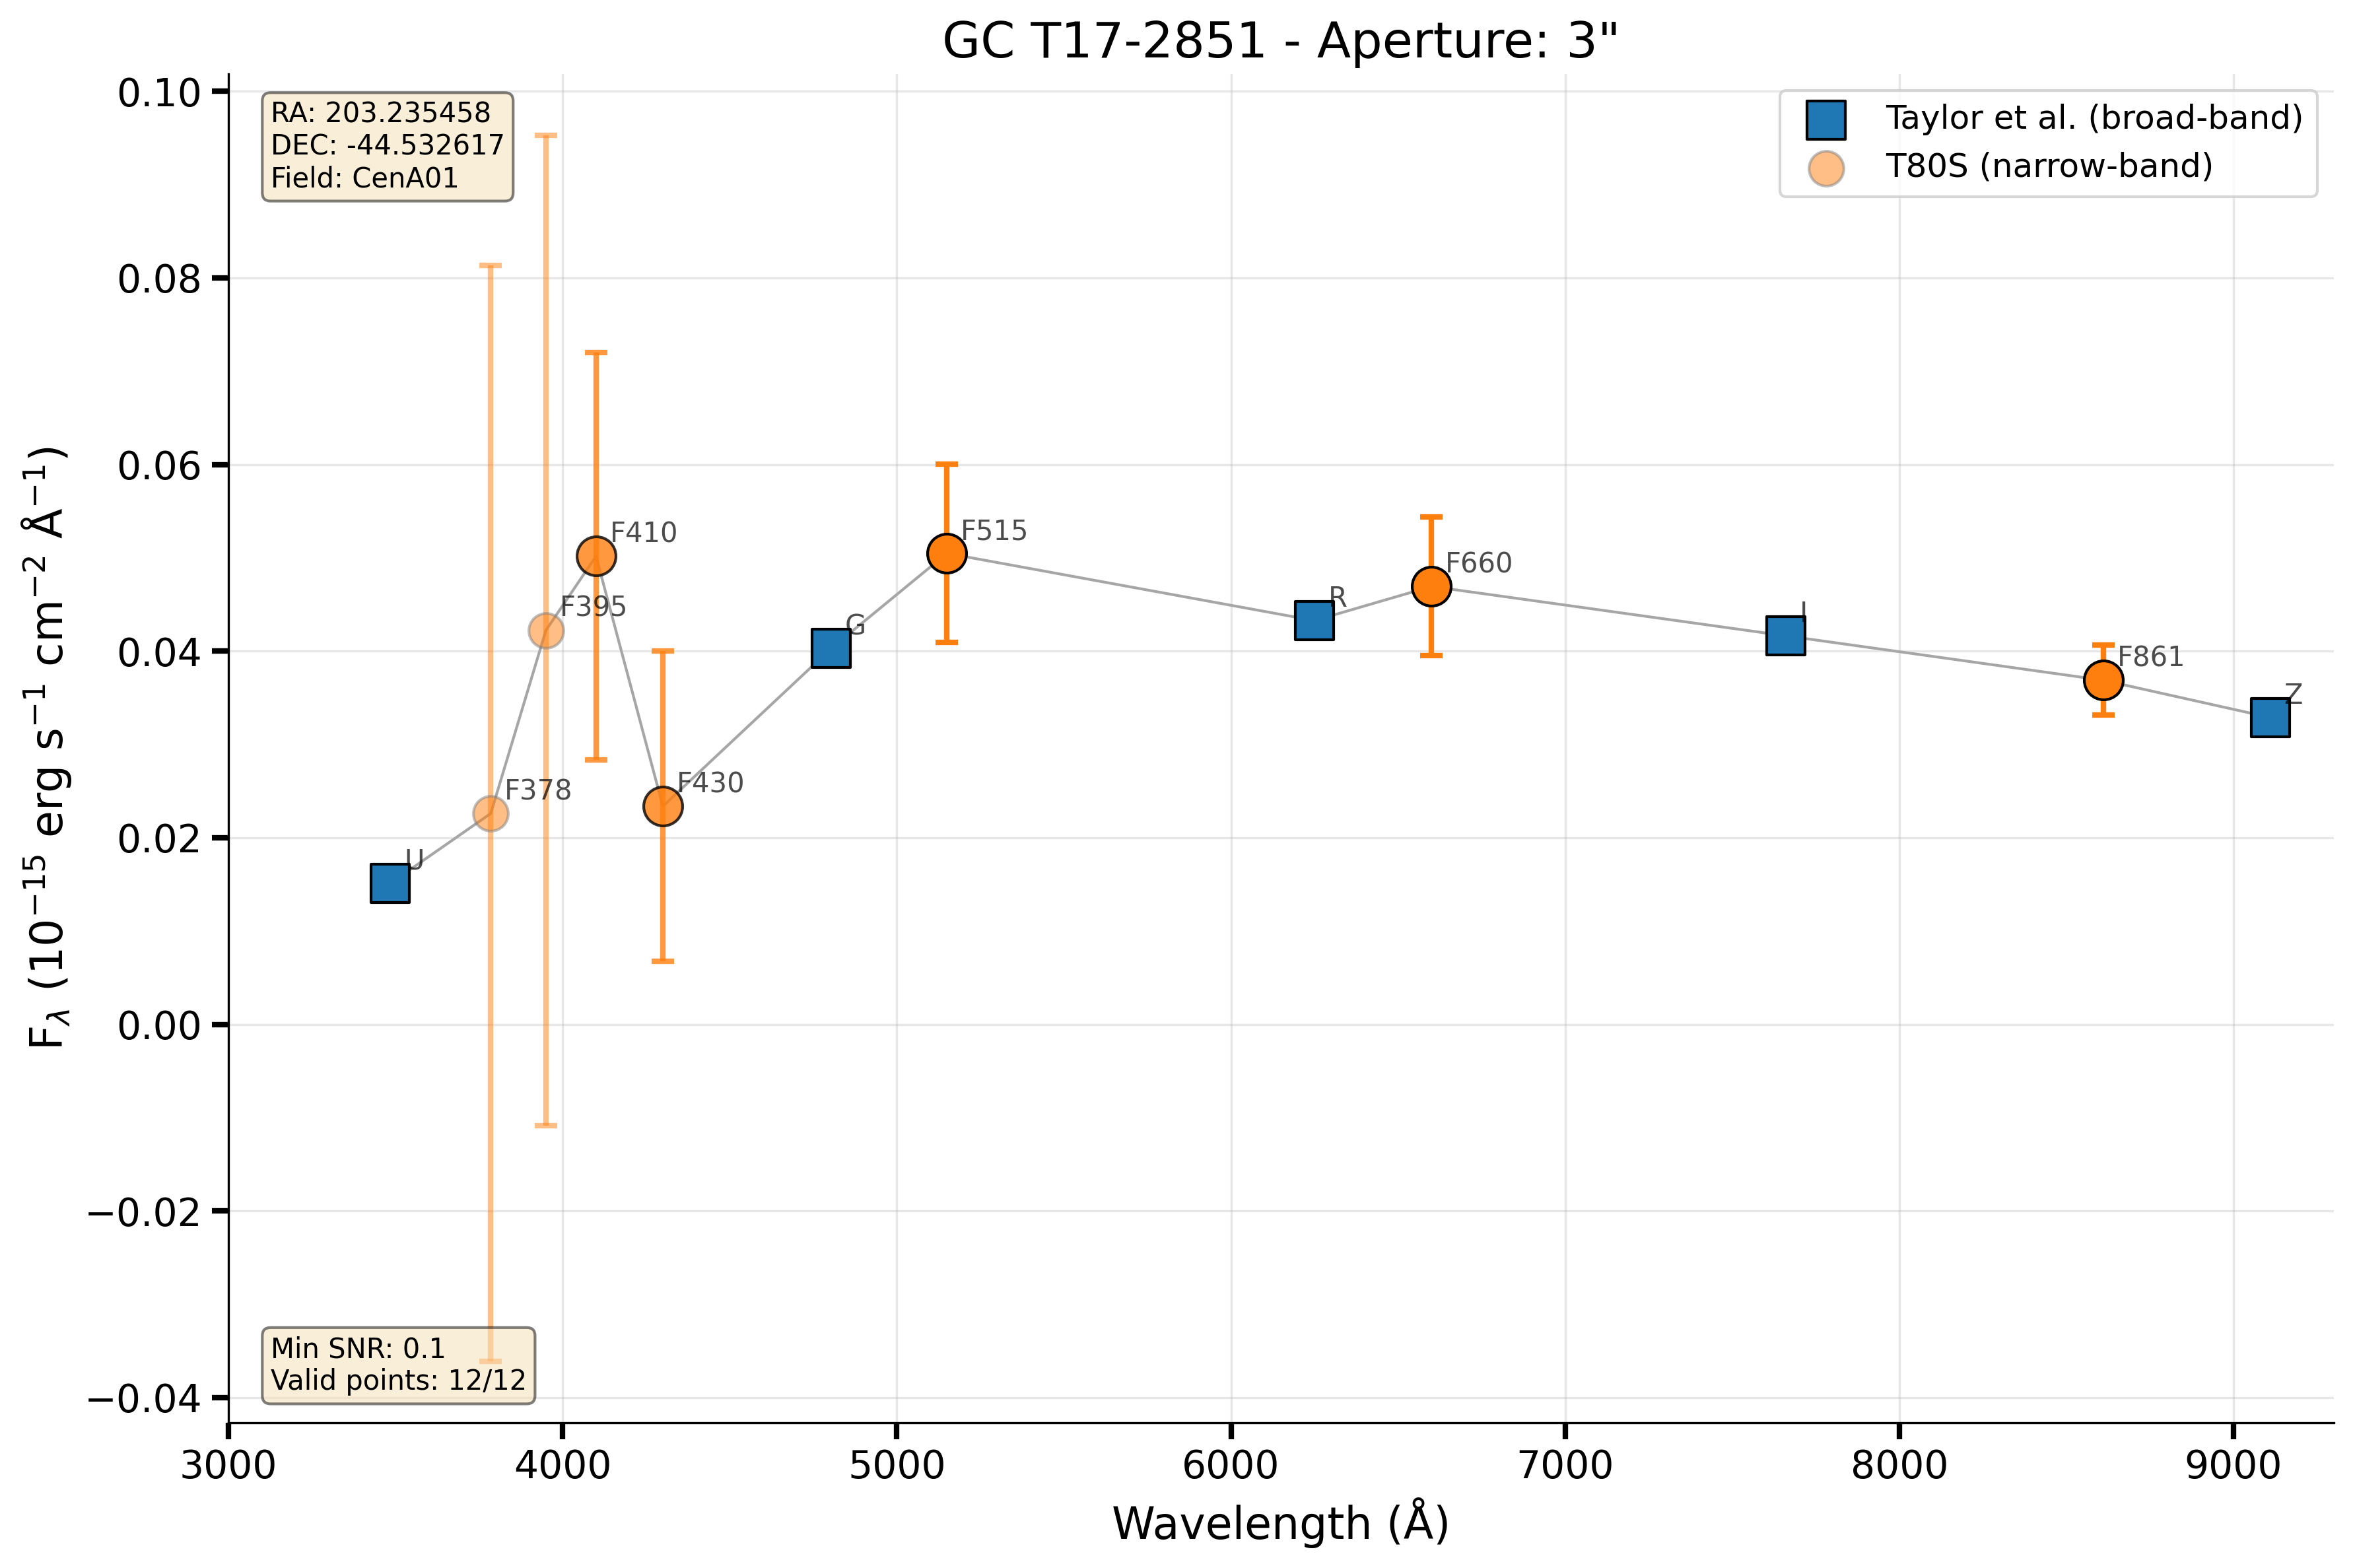 GC T17-2851 - Aperture: 3"
RA: 203.235458
DEC: -44.532617
Field: CenA01
Taylor et al. (broad-band)
T80S (narrow-band)
F$_λ$ (10⁻¹⁵ erg s⁻¹ cm⁻² Å⁻¹)
0.10
0.08
0.06
0.04
0.02
0.00
−0.02
−0.04
U
F378
F395
F410
F430
G
F515
R
F660
I
F861
Z
Min SNR: 0.1
Valid points: 12/12
3000 4000 5000 6000 7000 8000 9000
Wavelength (Å)